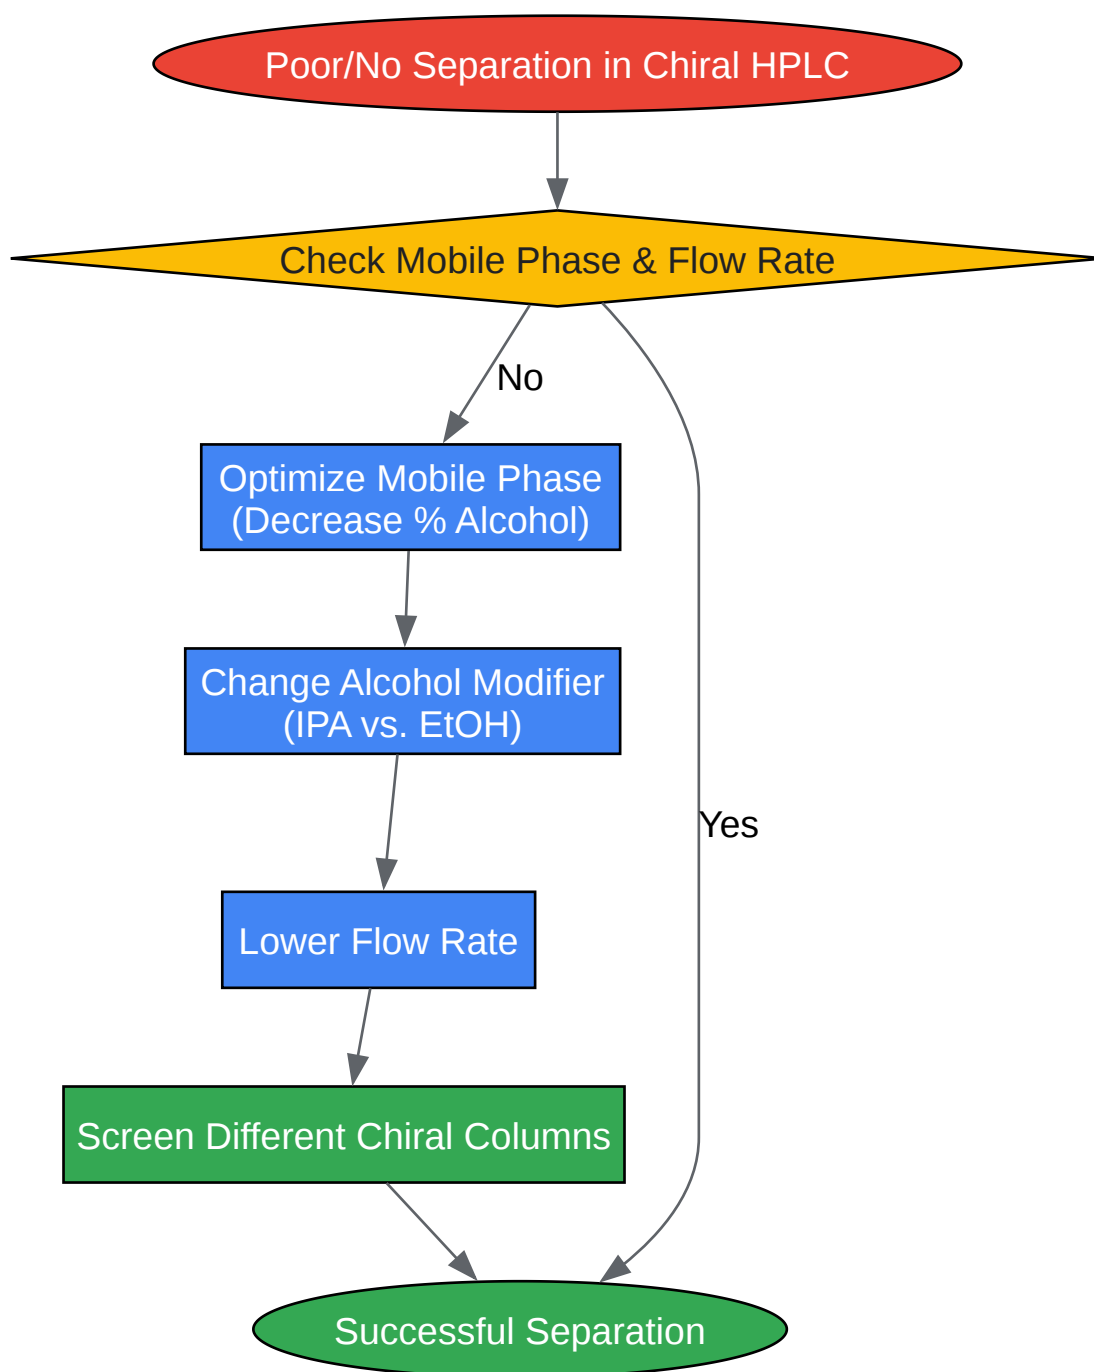 Poor/No Separation in Chiral HPLC
Check Mobile Phase & Flow Rate
No
Optimize Mobile Phase
(Decrease % Alcohol)
Change Alcohol Modifier
(IPA vs. EtOH)
Yes
Lower Flow Rate
Screen Different Chiral Columns
Successful Separation